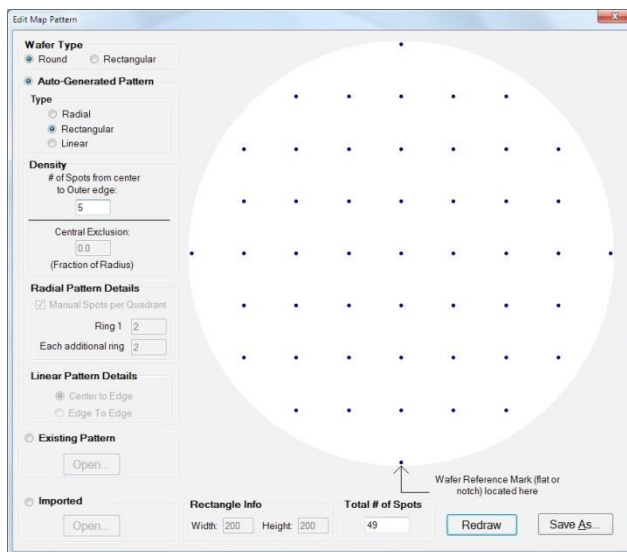 Edit Map Pattern
Wafer Type
Round Rectangular
Auto-Generated Pattern
Type
Radial
Rectangular
Linear
Density
# of Spots from center
to Outer edge:
5
Central Exclusion:
0.0
(Fraction of Radius)
Radial Pattern Details
Manual Spots per Quadrant
Ring 1 2
Each additional ring 2
Linear Pattern Details
Center to Edge
Edge To Edge
Existing Pattern
Open...
Imported
Open...
Rectangle Info
Width: 200 Height: 200
Total # of Spots
49
Wafer Reference Mark (flat or
notch) located here
Redraw
Save As...